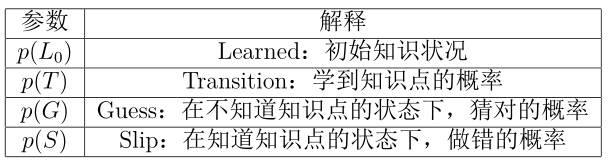 参数 解释
p(L₀) Learned：初始知识状况
p(T) Transition：学到知识点的概率
p(G) Guess：在不知道知识点的状态下，猜对的概率
p(S) Slip：在知道知识点的状态下，做错的概率